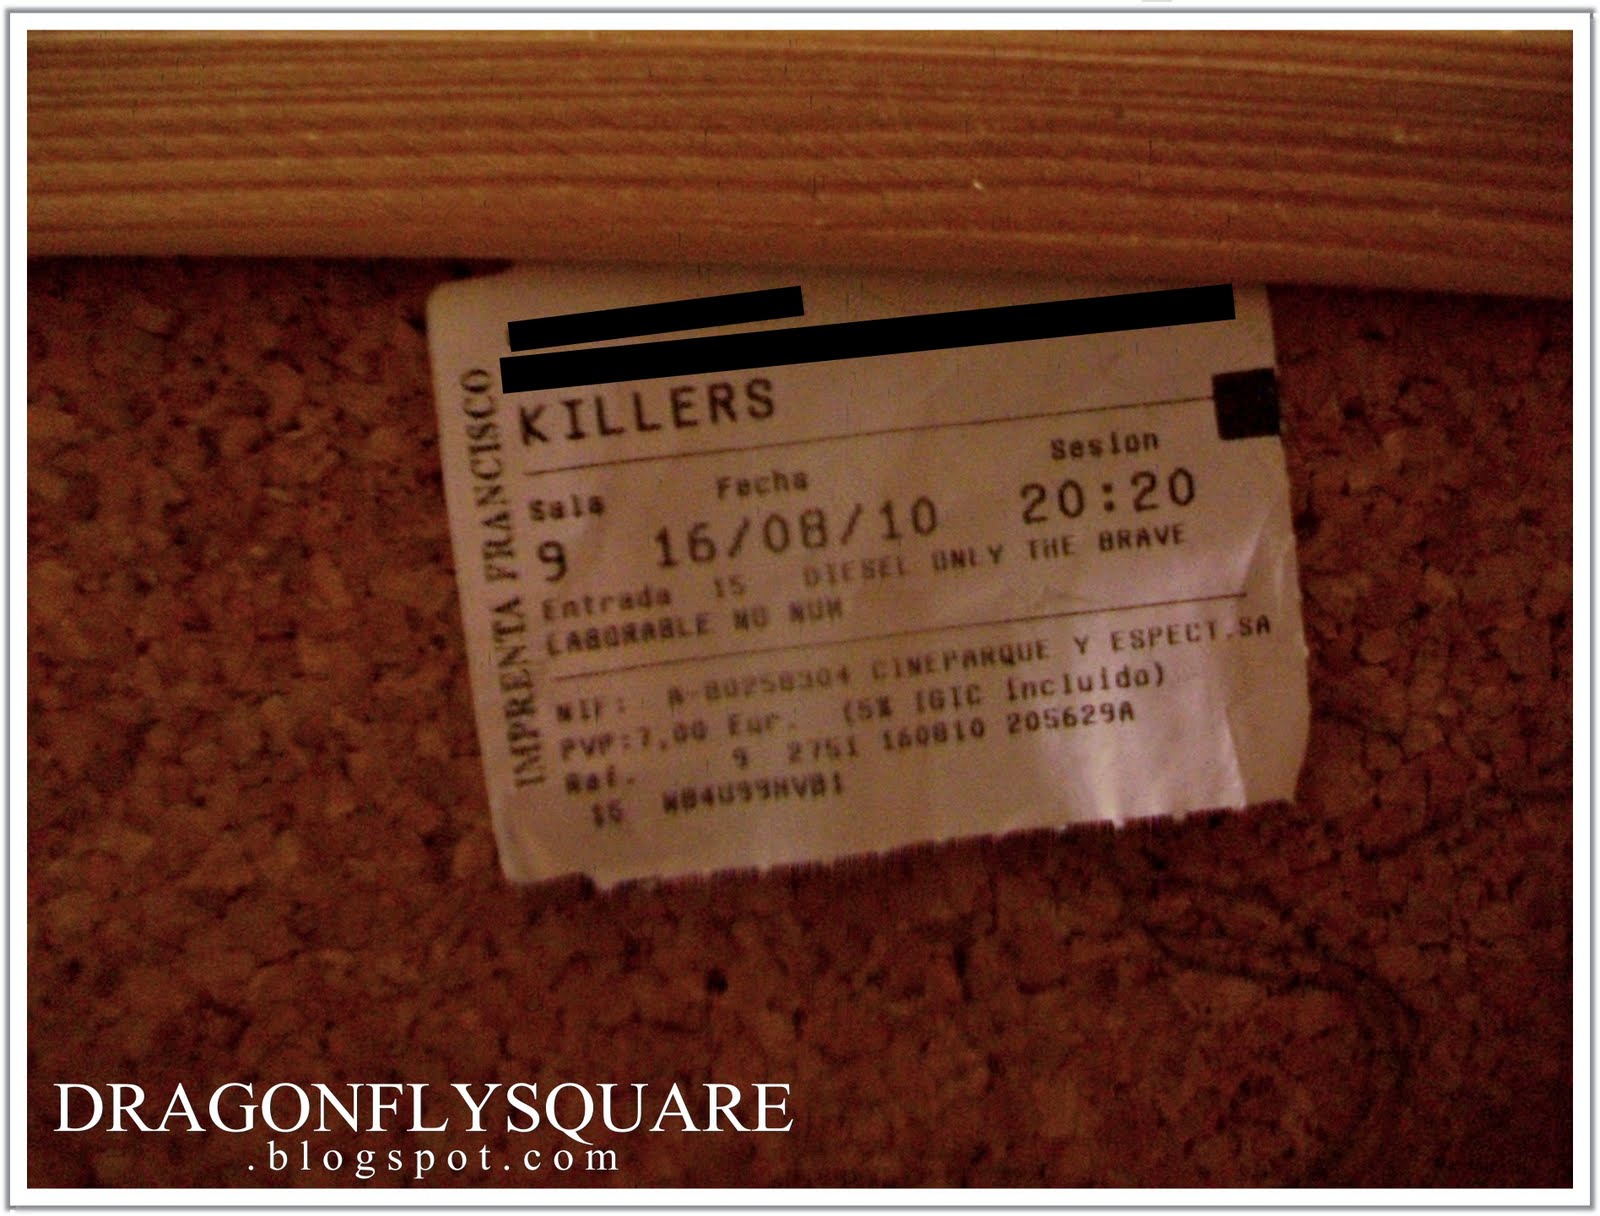 KILLERS
Sala Fecha Sesion
9 16/08/10 20:20
Entrada 15 DIESEL ONLY THE BRAVE
LABORABLE NO NUM
NIF: A-80258304 CINEPARQUE Y ESPECT.SA
PVP:7,00 Eur. (5% IGIC incluido)
Ref. 9 2751 160810 205629A
15
IMPRENTA FRANCISCO
DRAGONFLYSQUARE
.blogspot.com